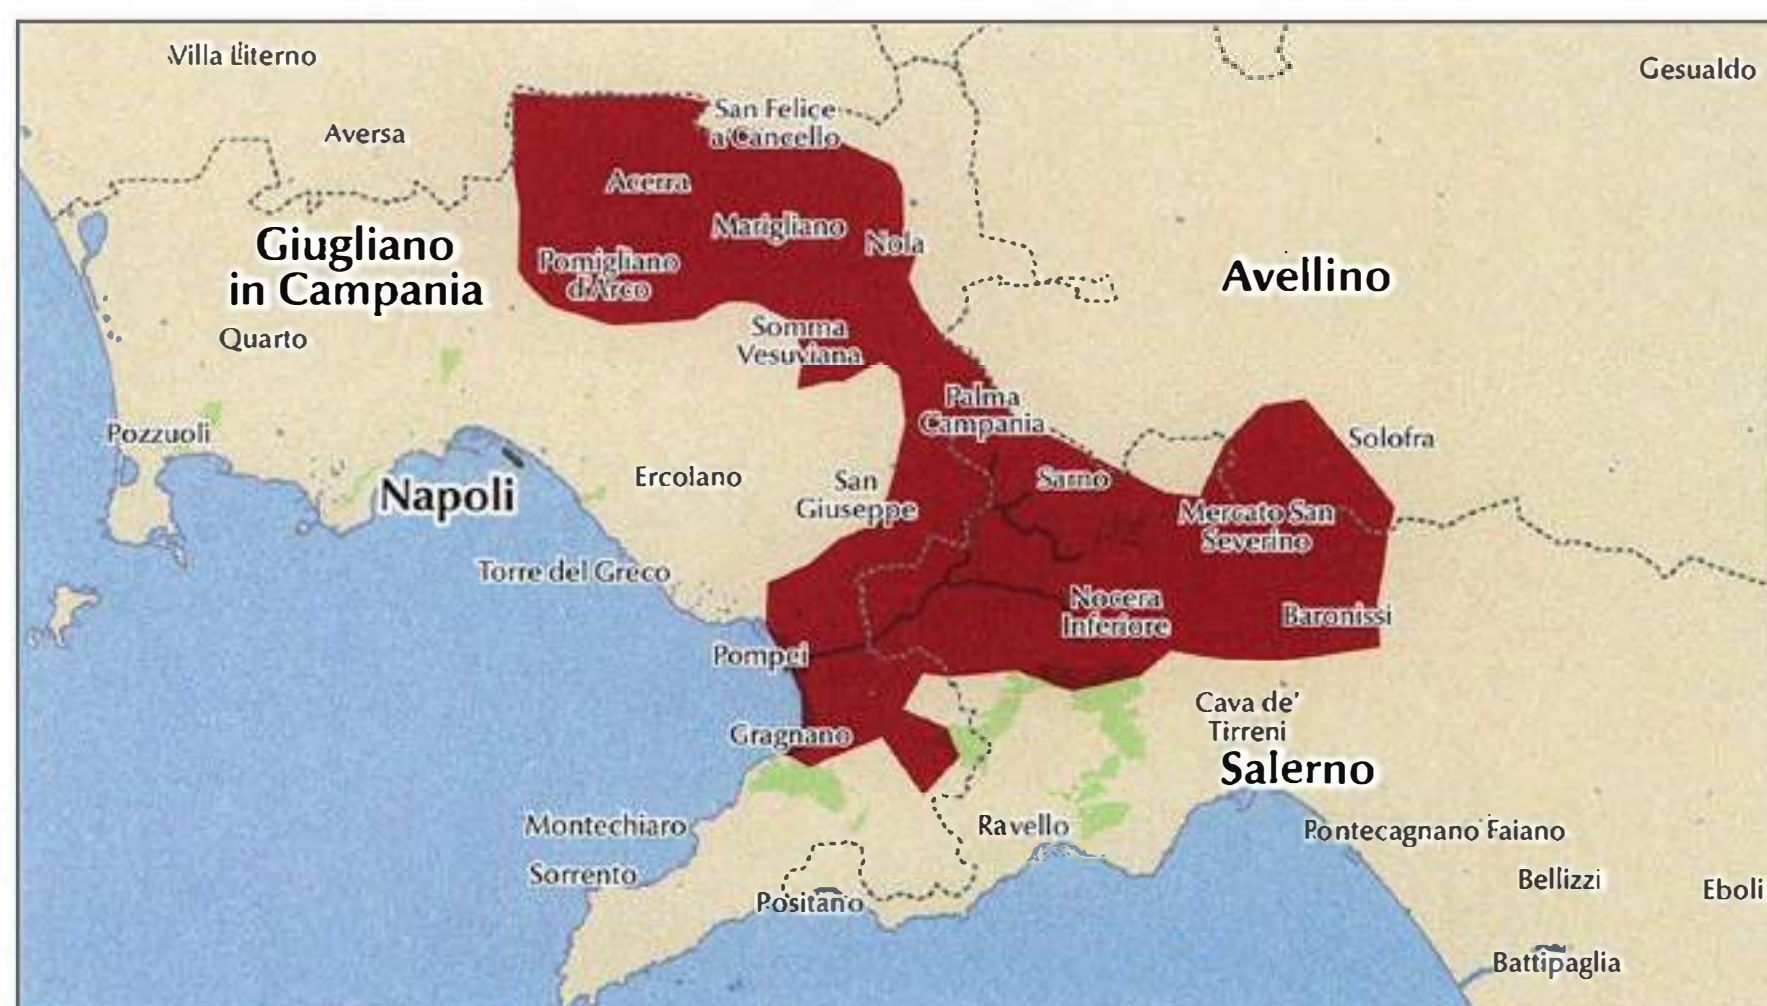 Villa Literno
Gesualdo
San Felice
a Cancello
Aversa
Acerra
Marigliano
Nola
Giugliano
in Campania
Pomigliano
d'Arco
Avellino
Quarto
Somma
Vesuviana
Palma
Campania
Pozzuoli
Solofra
Napoli
Ercolano
San
Giuseppe
Sarno
Mercato San
Severino
Torre del Greco
Nocera
Inferiore
Baronissi
Pompei
Cava de'
Tirreni
Gragnano
Salerno
Montechiaro
Ravello
Pontecagnano Faiano
Sorrento
Positano
Bellizzi
Eboli
Battipaglia